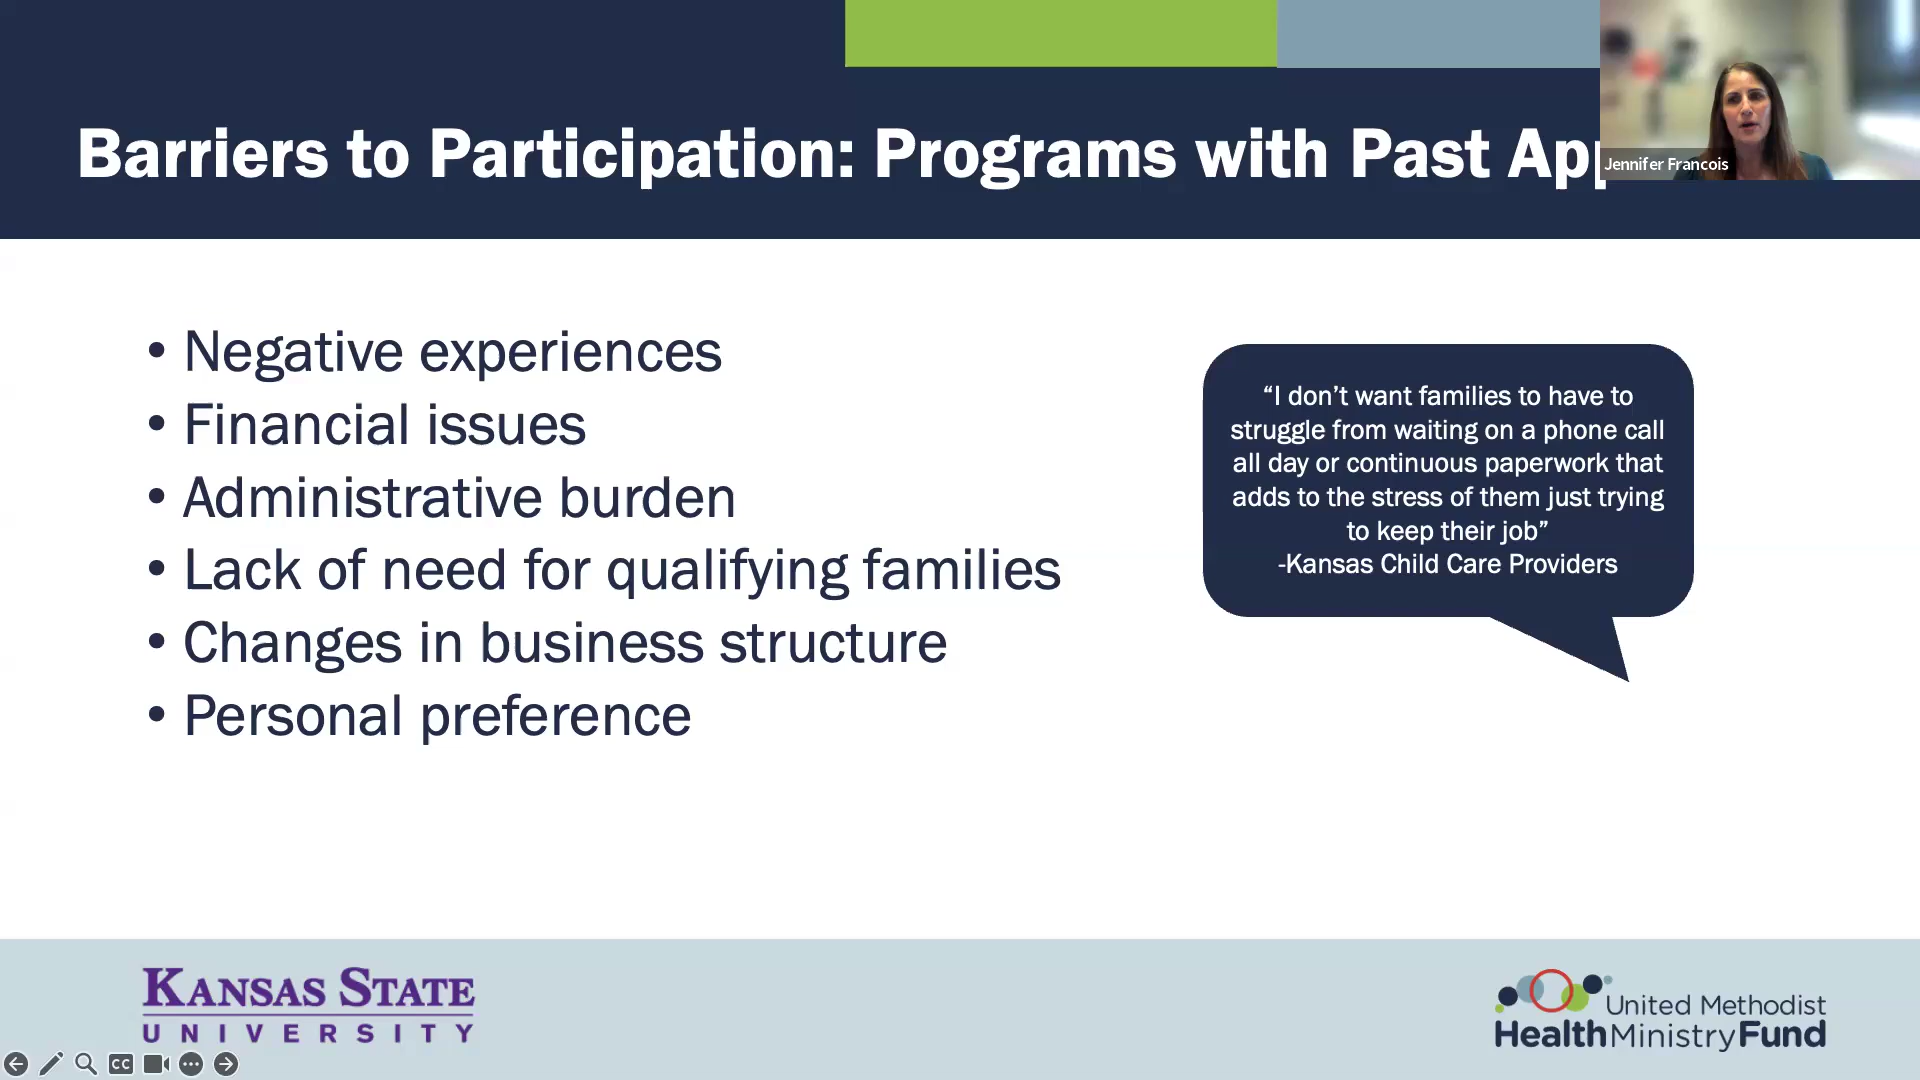 Barriers to Participation: Programs with Past
Jennifer Francois
• Negative experiences
• Financial issues
• Administrative burden
• Lack of need for qualifying families
• Changes in business structure
• Personal preference
“I don’t want families to have to
struggle from waiting on a phone call
all day or continuous paperwork that
adds to the stress of them just trying
to keep their job”
-Kansas Child Care Providers
KANSAS STATE
UNIVERSITY
United Methodist
HealthMinistryFund
CC